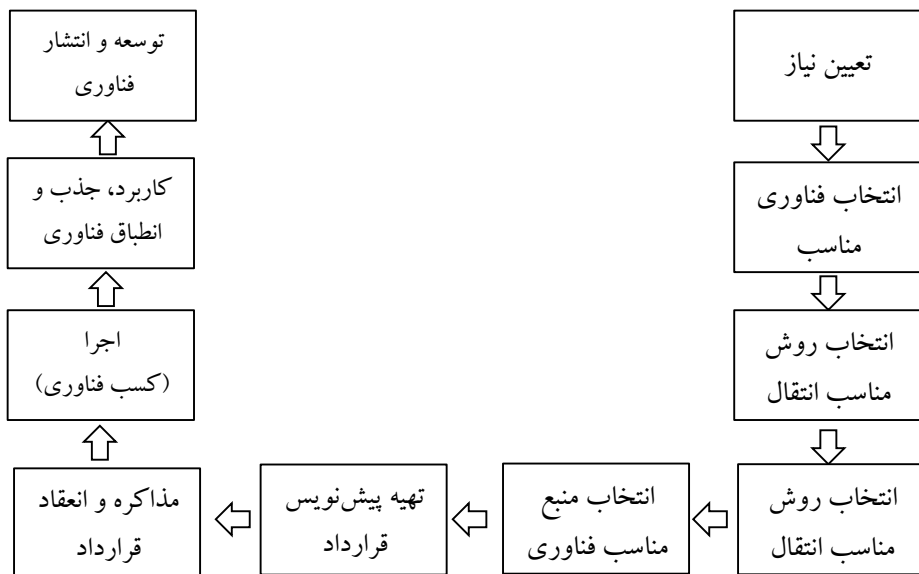 تعیین نیاز
انتخاب فناوری
مناسب
انتخاب روش
مناسب انتقال
انتخاب روش
مناسب انتقال
انتخاب منبع
مناسب فناوری
تهیه پیش‌نویس
قرارداد
مذاکره و انعقاد
قرارداد
اجرا
(کسب فناوری)
کاربرد، جذب و
انطباق فناوری
توسعه و انتشار
فناوری